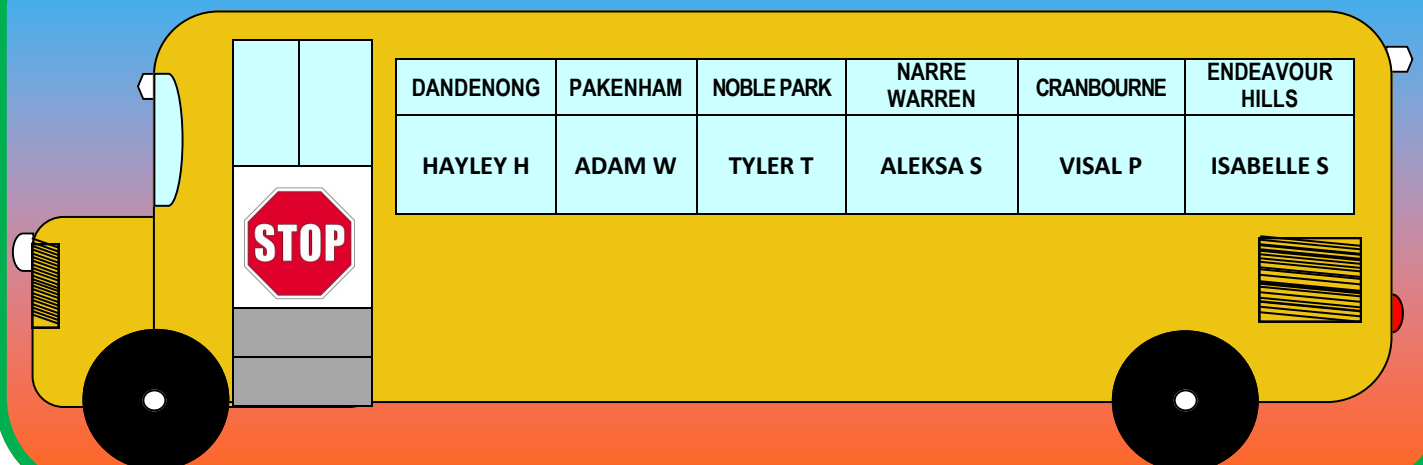 DANDENONG PAKENHAM NOBLE PARK NARRE WARREN CRANBOURNE ENDEAVOUR HILLS
HAYLEY H ADAM W TYLER T ALEKSA S VISAL P ISABELLE S
STOP